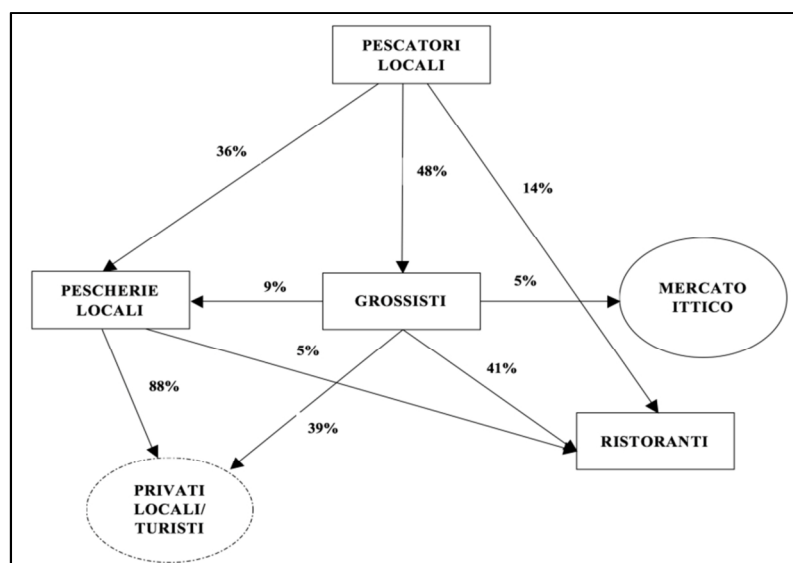 PESCATORI
LOCALI
36%
48%
14%
PESCHERIE
LOCALI
9%
GROSSISTI
5%
MERCATO
ITTICO
88%
5%
39%
41%
RISTORANTI
PRIVATI
LOCALI/
TURISTI